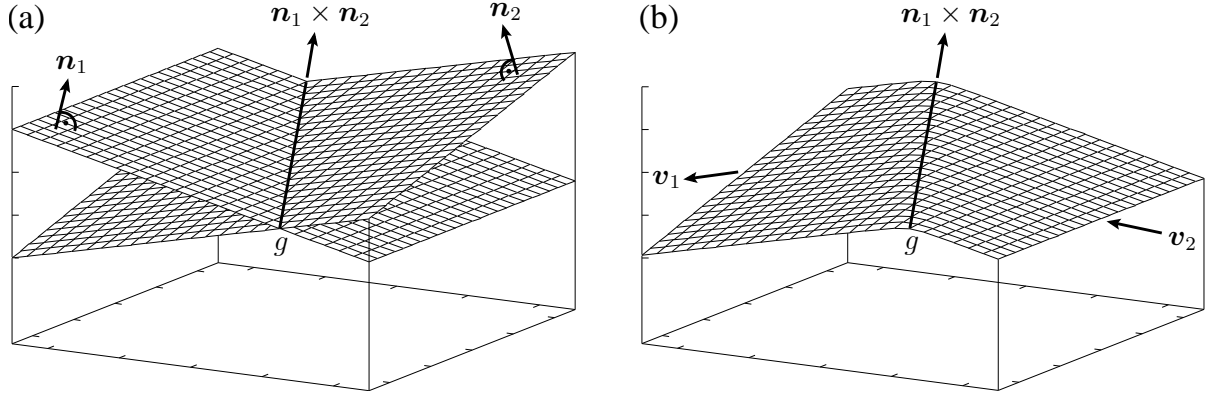 (a)
n₁ × n₂
n₂
n₁
g
(b)
n₁ × n₂
v₁
v₂
g